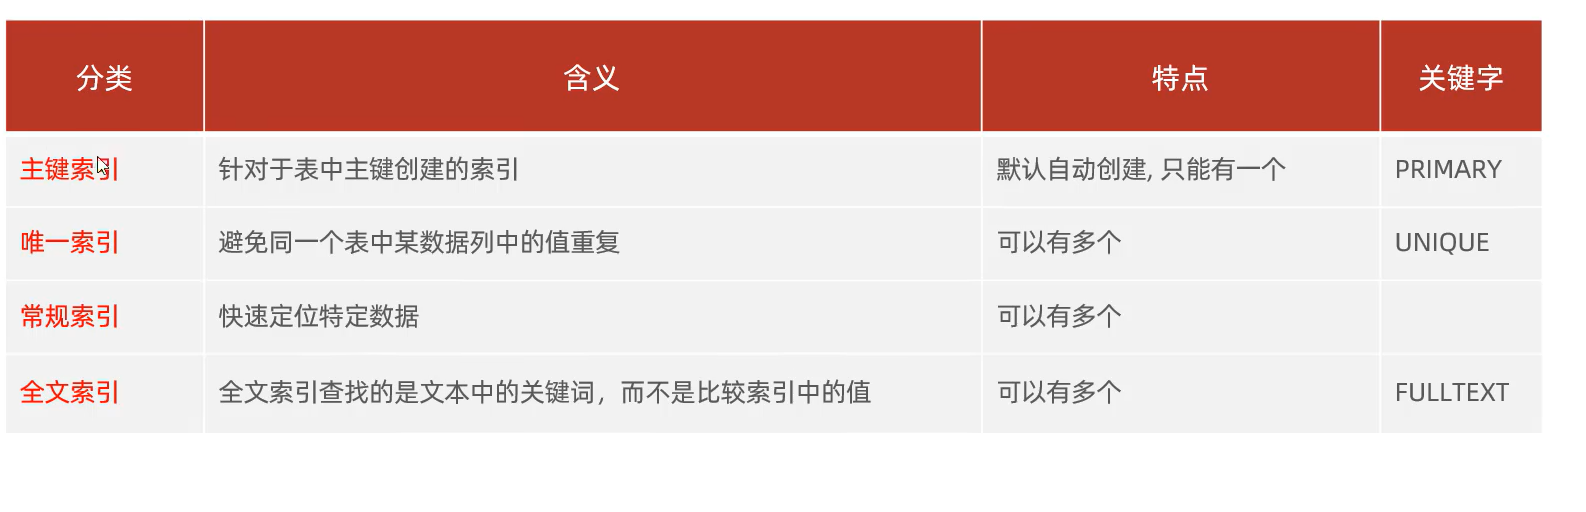 分类 含义 特点 关键字
主键索引 针对于表中主键创建的索引 默认自动创建, 只能有一个 PRIMARY
唯一索引 避免同一个表中某数据列中的值重复 可以有多个 UNIQUE
常规索引 快速定位特定数据 可以有多个
全文索引 全文索引查找的是文本中的关键词，而不是比较索引中的值 可以有多个 FULLTEXT